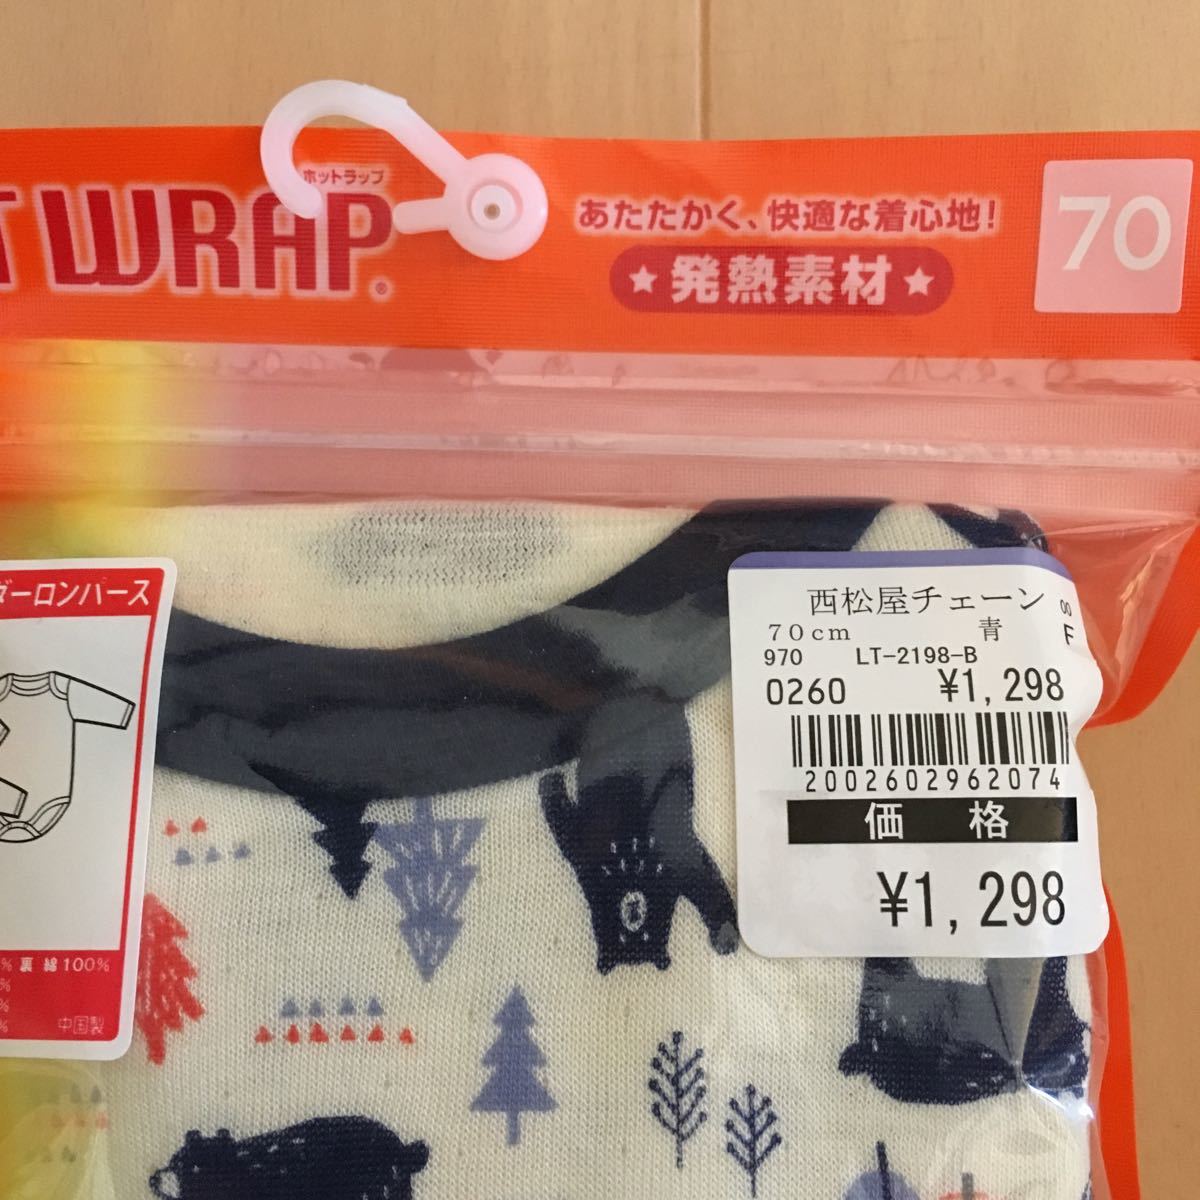 ホットラップ
T WRAP®
あたたかく、快適な着心地!
★発熱素材★
70
ダーロンパース
%裏 綿100%
%
%
%
中国製
西松屋チェーン
70cm 青 F
970 LT-2198-B
0260 ¥1,298
2002602962074
価 格
¥1,298